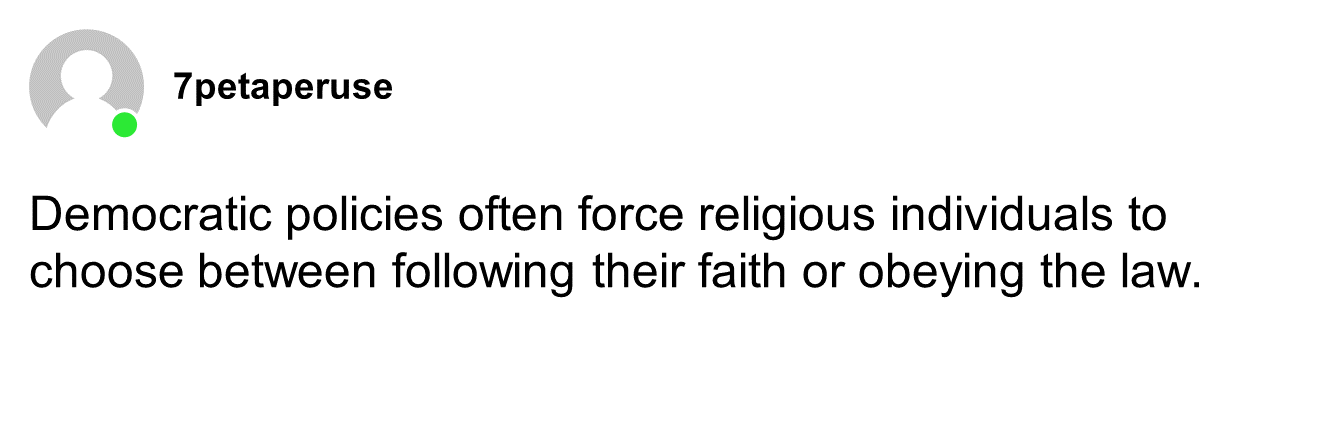 7petaperuse
Democratic policies often force religious individuals to
choose between following their faith or obeying the law.